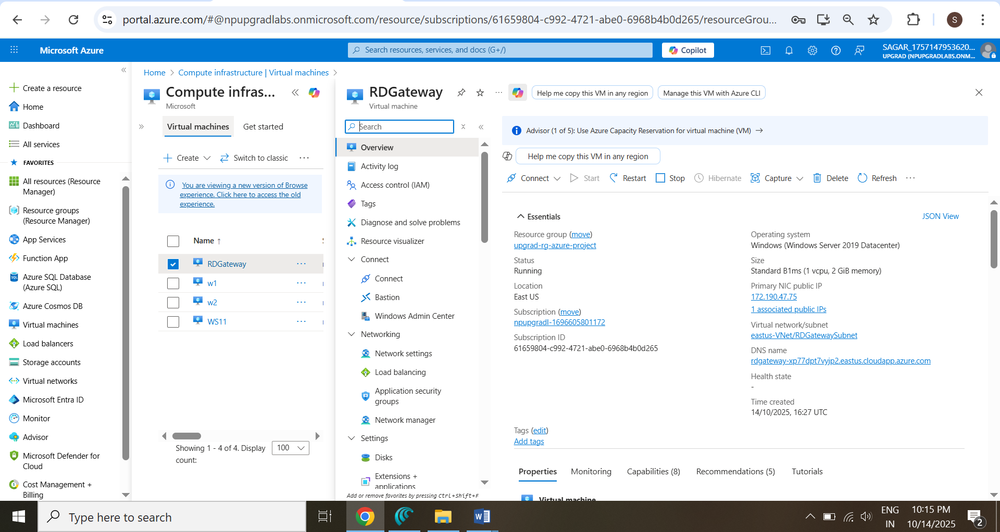 portal.azure.com/#@npupgradlabs.onmicrosoft.com/resource/subscriptions/61659804-c992-4721-abe0-6968b4b0d265/resourceGrou...
S
Microsoft Azure
Search resources, services, and docs (G+/)
Copilot
SAGAR_1757147953620...
UPGRAD (NPUPGRADLABS.ONM...
Create a resource
Home
Dashboard
All services
FAVORITES
All resources (Resource
Manager)
Resource groups
(Resource Manager)
App Services
Function App
Azure SQL Database
(Azure SQL)
Azure Cosmos DB
Virtual machines
Load balancers
Storage accounts
Virtual networks
Microsoft Entra ID
Monitor
Advisor
Microsoft Defender for
Cloud
Cost Management +
Billing
Home > Compute infrastructure | Virtual machines >
Compute infras...
Microsoft
Virtual machines
Get started
Create
Switch to classic
You are viewing a new version of Browse
experience. Click here to access the old
experience.
Name ↑
RDGateway
w1
w2
WS11
Showing 1 - 4 of 4. Display
count:
100
RDGateway
Virtual machine
Search
Overview
Activity log
Access control (IAM)
Tags
Diagnose and solve problems
Resource visualizer
Connect
Connect
Bastion
Windows Admin Center
Networking
Network settings
Load balancing
Application security
groups
Network manager
Settings
Disks
Extensions +
applications
Add or remove favorites by pressing Ctrl+Shift+F
Help me copy this VM in any region
Manage this VM with Azure CLI
Advisor (1 of 5): Use Azure Capacity Reservation for virtual machine (VM) →
Help me copy this VM in any region
Connect
Start
Restart
Stop
Hibernate
Capture
Delete
Refresh
Essentials
JSON View
Resource group (move)
upgrad-rg-azure-project
Status
Running
Location
East US
Subscription (move)
npupgradl-1696605801172
Subscription ID
61659804-c992-4721-abe0-6968b4b0d265
Operating system
Windows (Windows Server 2019 Datacenter)
Size
Standard B1ms (1 vcpu, 2 GiB memory)
Primary NIC public IP
172.190.47.75
1 associated public IPs
Virtual network/subnet
eastus-VNet/RDGatewaySubnet
DNS name
rdgateway-xp77dpt7vyjp2.eastus.cloudapp.azure.com
Health state
-
Time created
14/10/2025, 16:27 UTC
Tags (edit)
Add tags
Properties
Monitoring
Capabilities (8)
Recommendations (5)
Tutorials
Virtual machine
Type here to search
ENG
IN
10:15 PM
10/14/2025
2